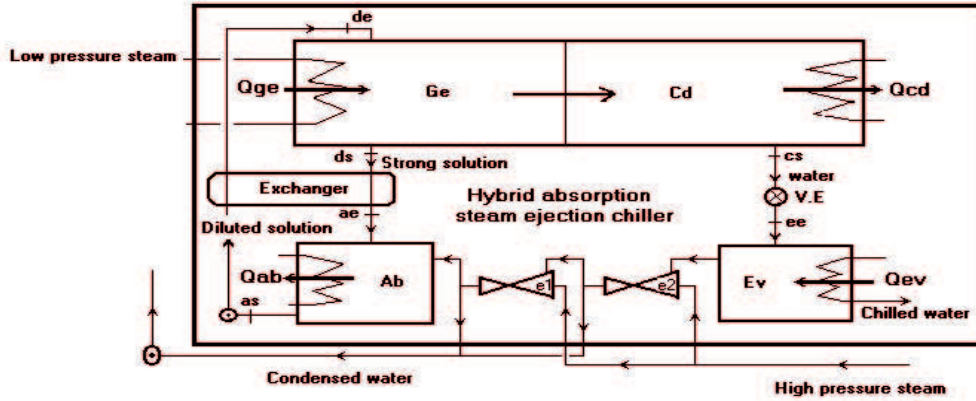 de
Low pressure steam
Qge
Ge
Cd
Qcd
ds
Strong solution
cs
water
Exchanger
V.E
Hybrid absorption
steam ejection chiller
ae
ee
Diluted solution
Qab
Ab
e1
e2
Ev
Qev
as
Chilled water
Condensed water
High pressure steam